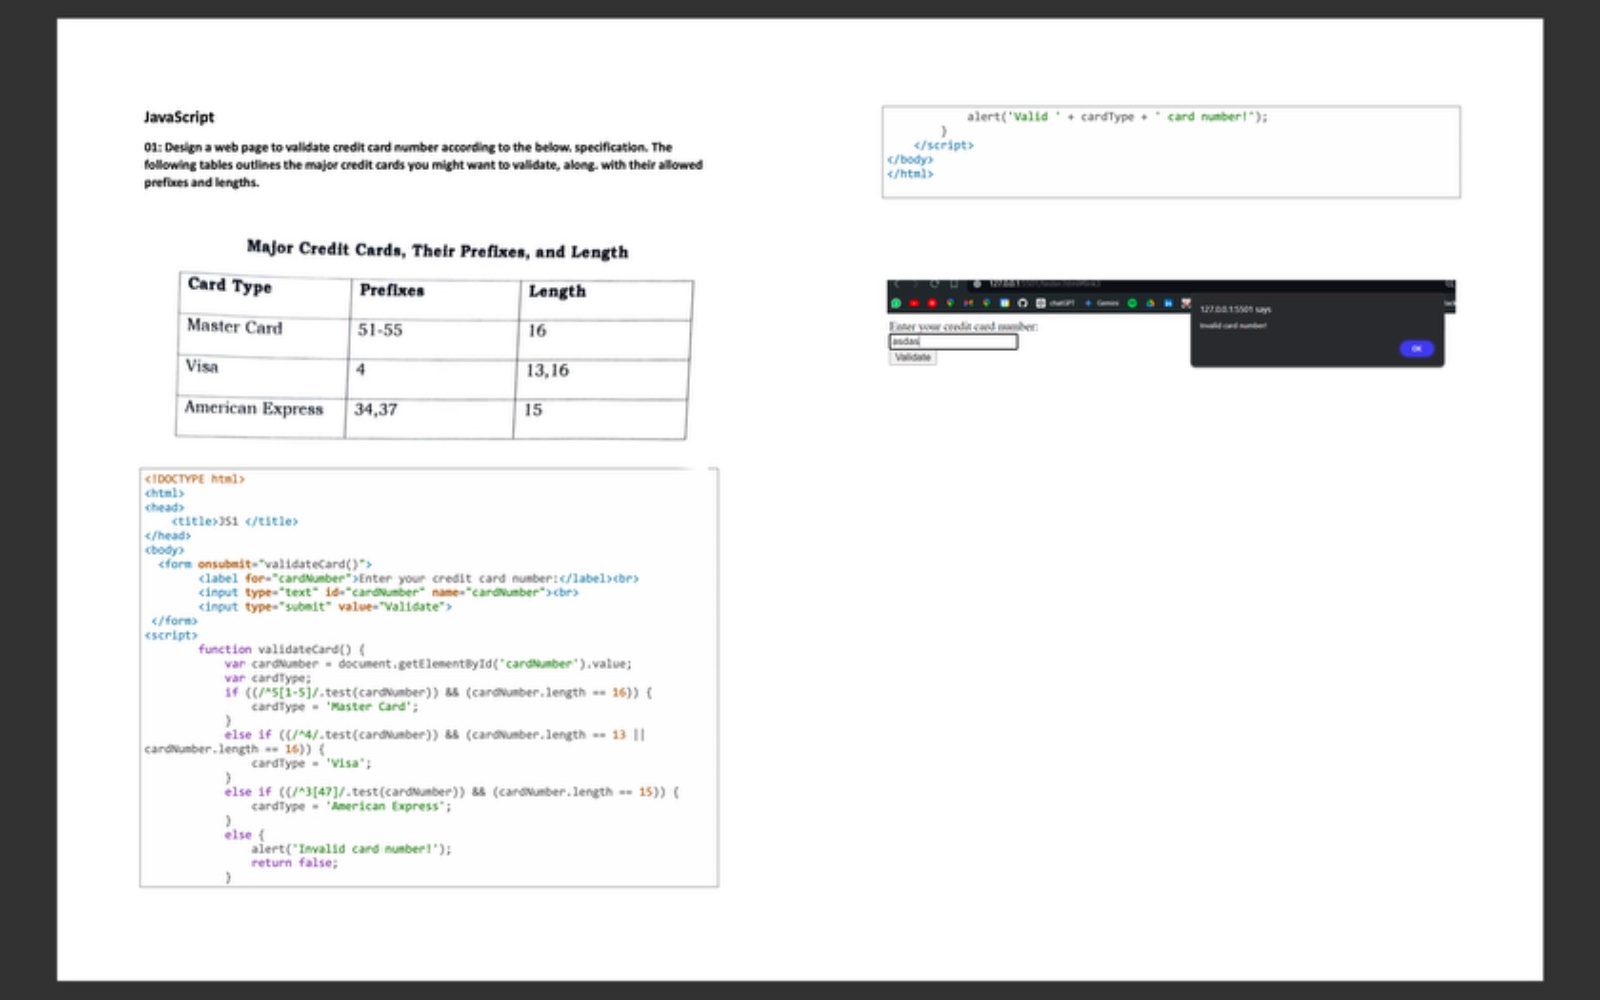 JavaScript
01: Design a web page to validate credit card number according to the below. specification. The
following tables outlines the major credit cards you might want to validate, along. with their allowed
prefixes and lengths.
Major Credit Cards, Their Prefixes, and Length
Card Type Prefixes Length
Master Card 51-55 16
Visa 4 13,16
American Express 34,37 15
<!DOCTYPE html>
<html>
<head>
    <title>JS1 </title>
</head>
<body>
  <form onsubmit="validateCard()">
        <label for="cardNumber">Enter your credit card number:</label><br>
        <input type="text" id="cardNumber" name="cardNumber"><br>
        <input type="submit" value="Validate">
 </form>
<script>
        function validateCard() {
            var cardNumber = document.getElementById('cardNumber').value;
            var cardType;
            if ((/^5[1-5]/.test(cardNumber)) && (cardNumber.length == 16)) {
                cardType = 'Master Card';
            }
            else if ((/^4/.test(cardNumber)) && (cardNumber.length == 13 ||
cardNumber.length == 16)) {
                cardType = 'Visa';
            }
            else if ((/^3[47]/.test(cardNumber)) && (cardNumber.length == 15)) {
                cardType = 'American Express';
            }
            else {
                alert('Invalid card number!');
                return false;
            }
            alert('Valid ' + cardType + ' card number!');
        }
    </script>
</body>
</html>
chatGPT Gemini
127.0.0.1:5501 says
Invalid card number!
OK
Enter your credit card number:
asdas
Validate